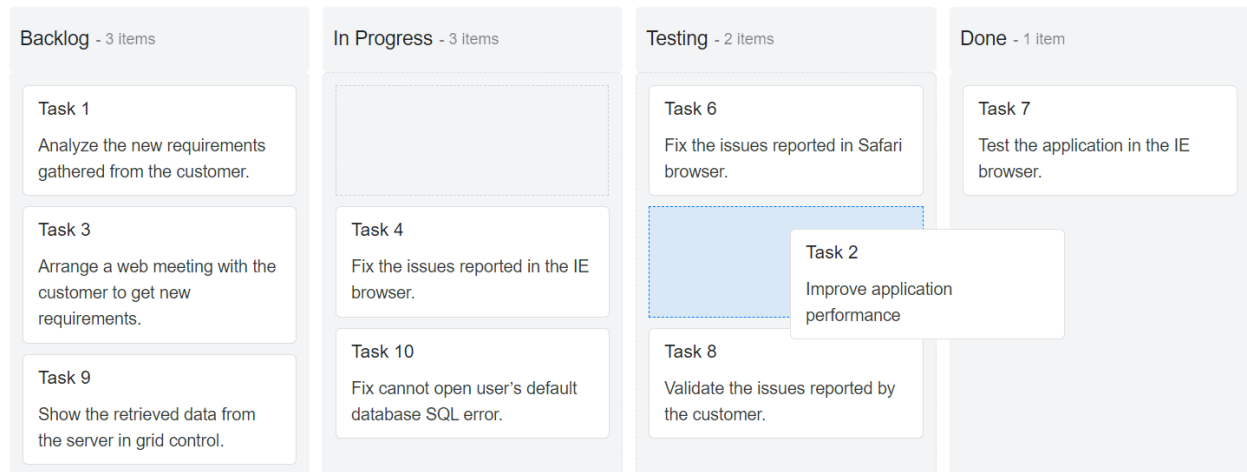 Backlog - 3 items
Task 1
Analyze the new requirements
gathered from the customer.
Task 3
Arrange a web meeting with the
customer to get new
requirements.
Task 9
Show the retrieved data from
the server in grid control.
In Progress - 3 items
Task 4
Fix the issues reported in the IE
browser.
Task 10
Fix cannot open user’s default
database SQL error.
Testing - 2 items
Task 6
Fix the issues reported in Safari
browser.
Task 2
Improve application
performance
Task 8
Validate the issues reported by
the customer.
Done - 1 item
Task 7
Test the application in the IE
browser.